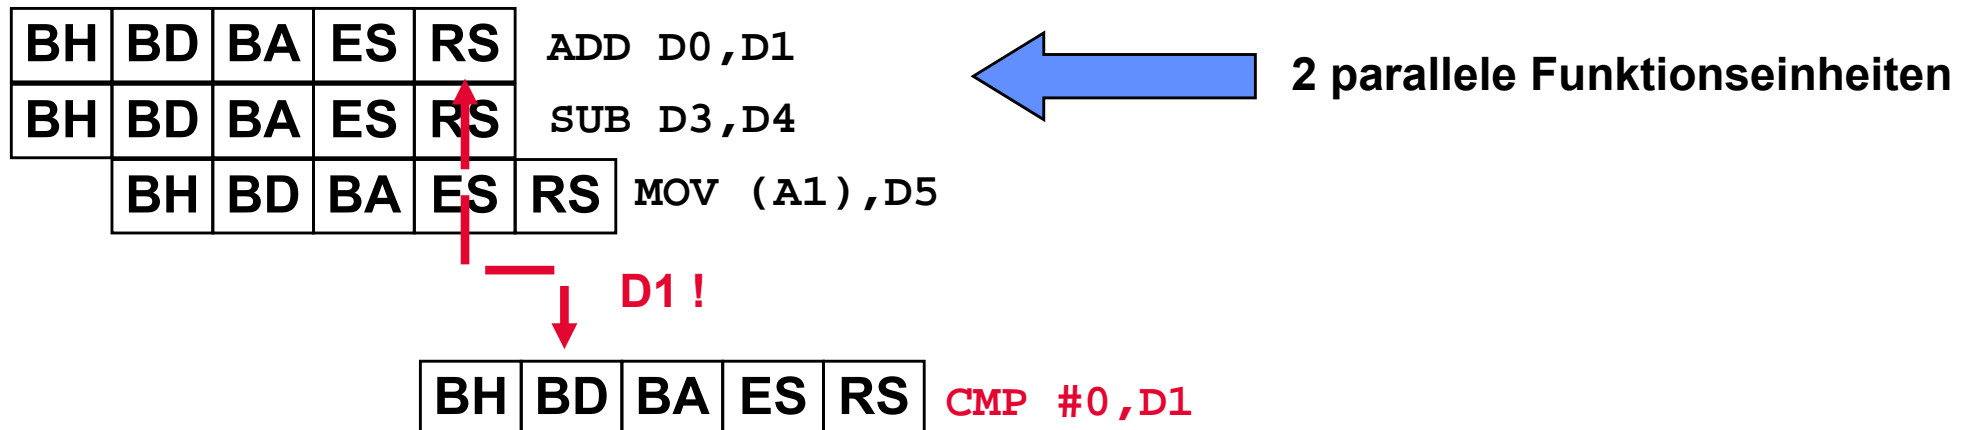 BH BD BA ES RS ADD D0,D1 2 parallele Funktionseinheiten
BH BD BA ES RS SUB D3,D4
BH BD BA ES RS MOV (A1),D5
D1 !
BH BD BA ES RS CMP #0,D1